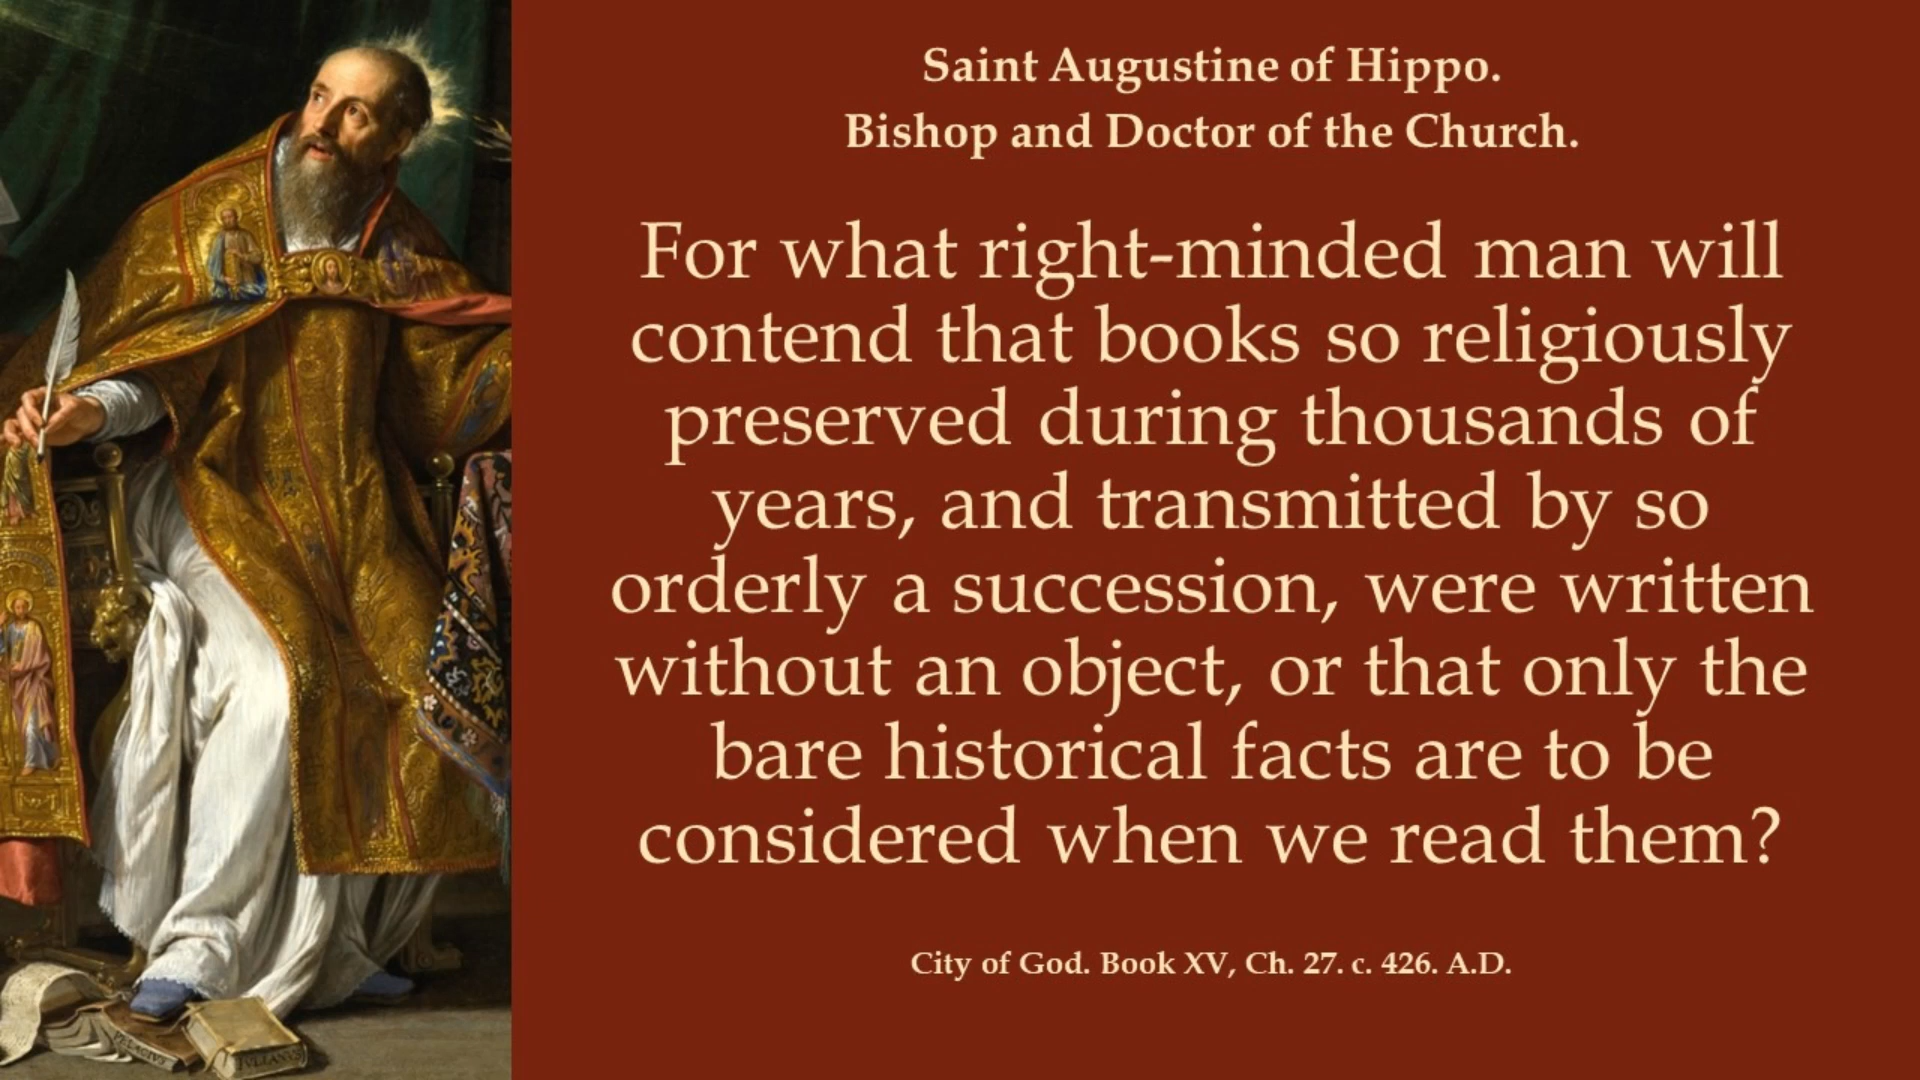 Saint Augustine of Hippo.
Bishop and Doctor of the Church.
For what right-minded man will
contend that books so religiously
preserved during thousands of
years, and transmitted by so
orderly a succession, were written
without an object, or that only the
bare historical facts are to be
considered when we read them?
City of God. Book XV, Ch. 27. c. 426. A.D.
PELAGIVS
IVLIANVS